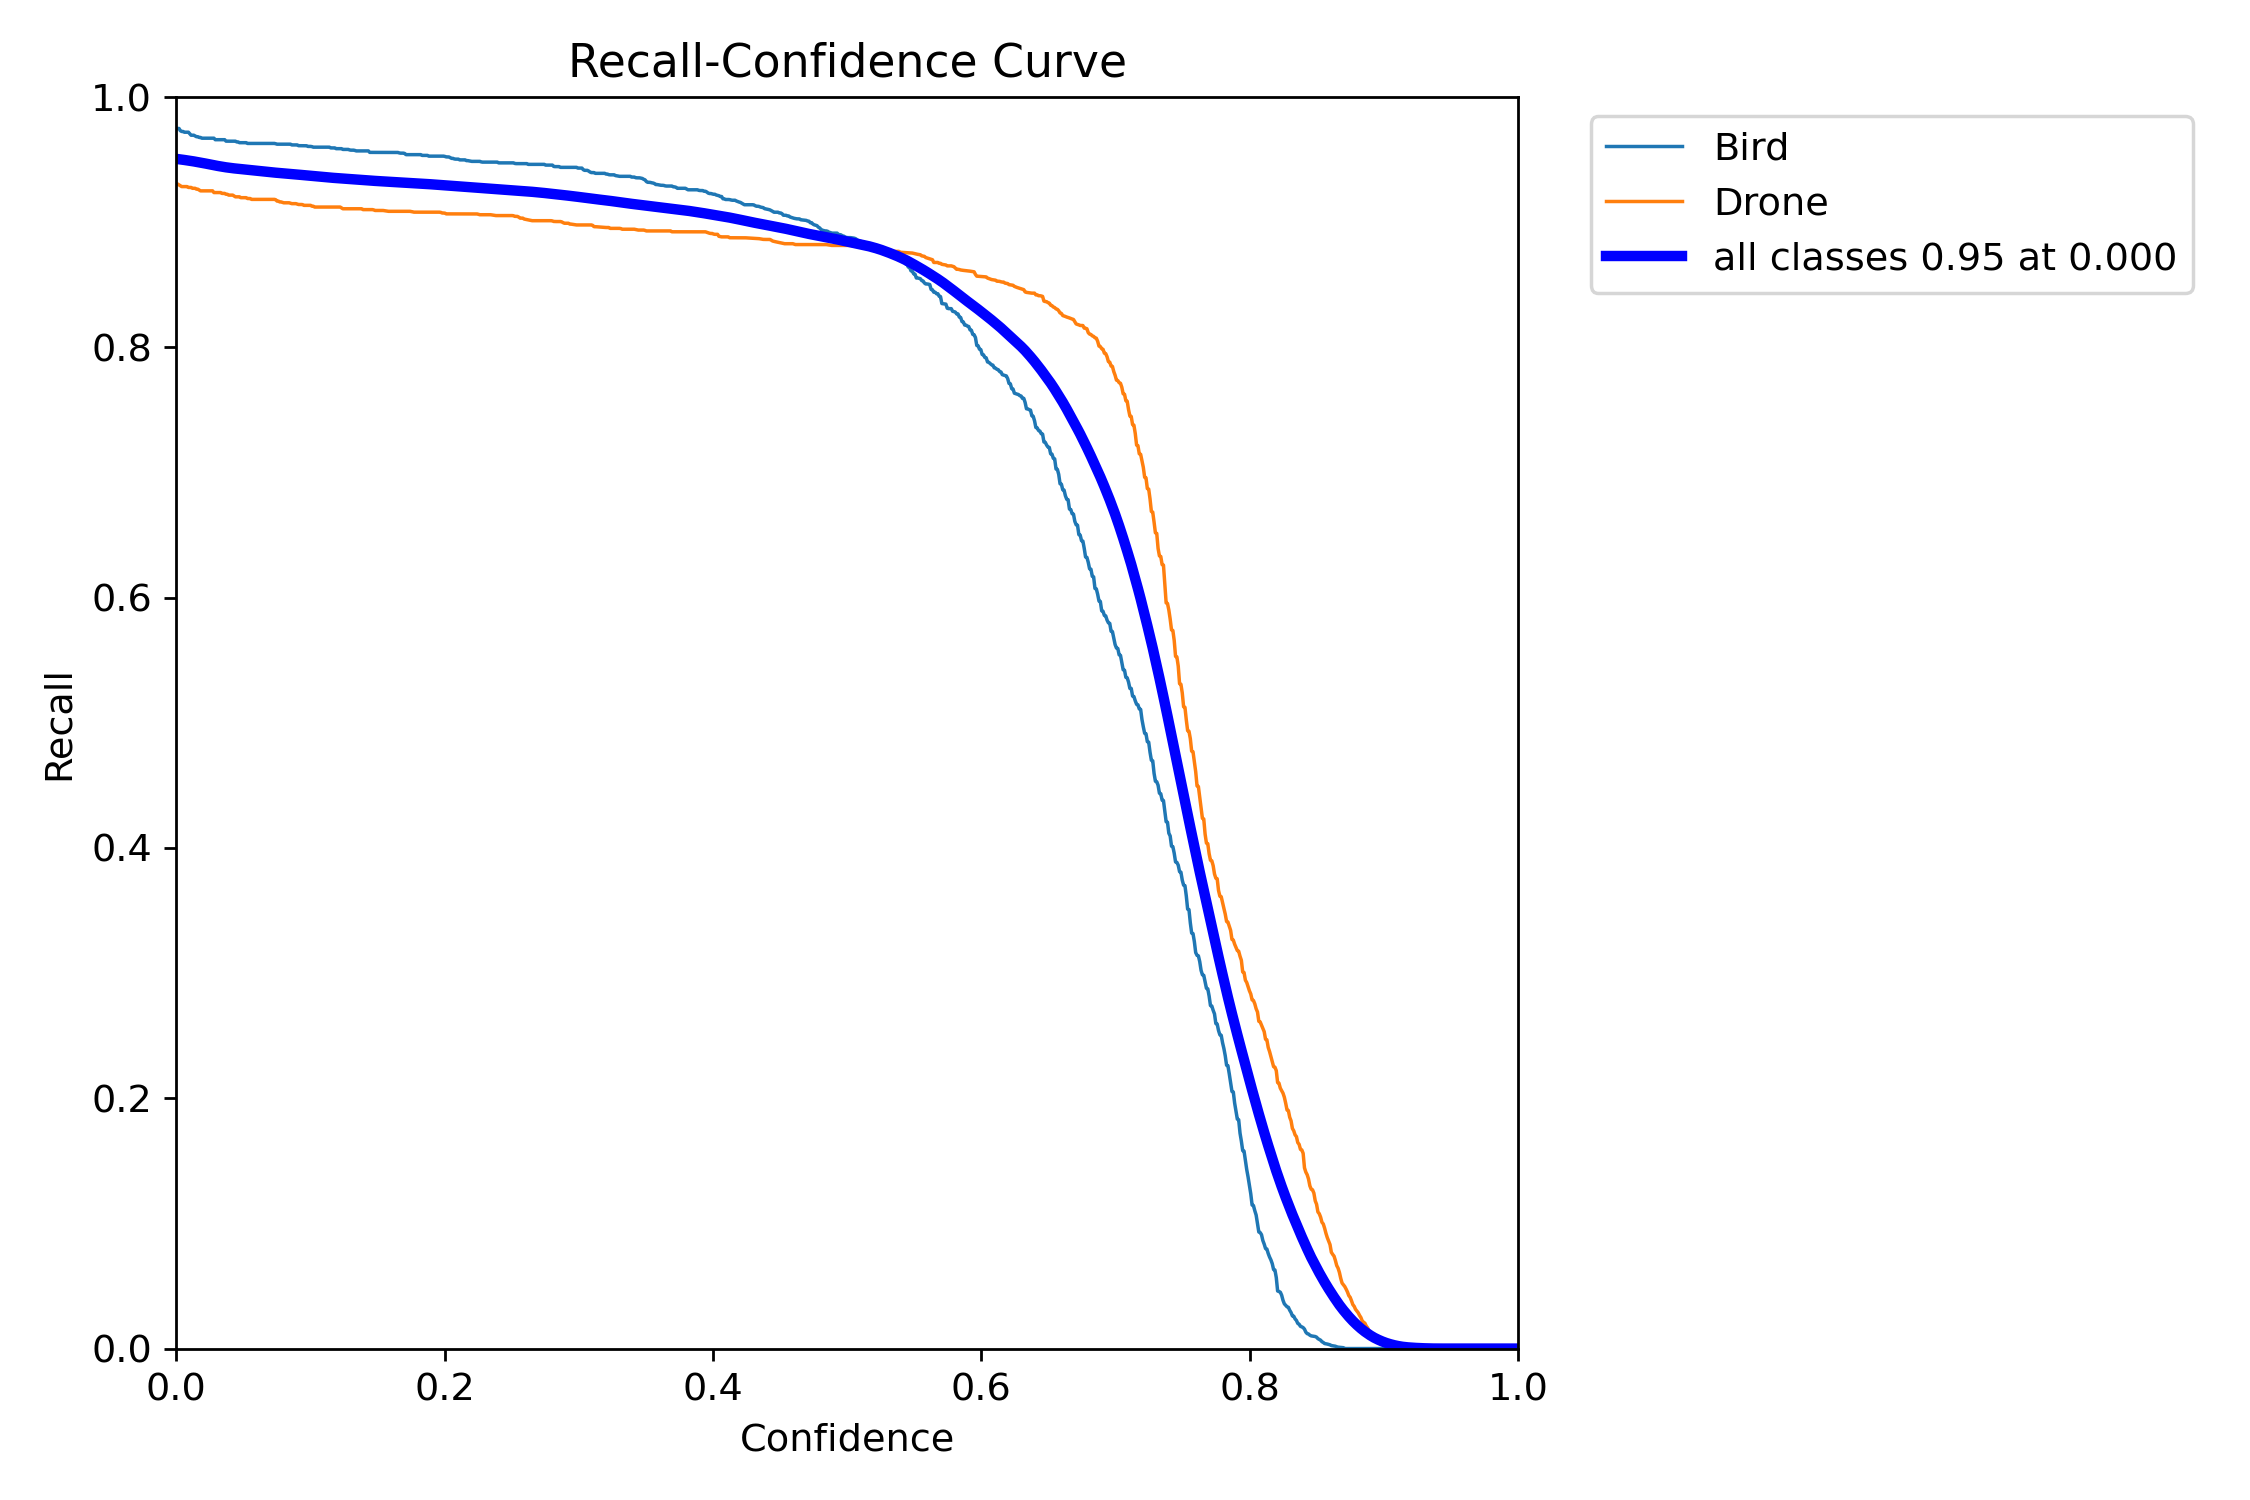 Recall-Confidence Curve
1.0
0.8
0.6
0.4
0.2
0.0
Recall
0.0 0.2 0.4 0.6 0.8 1.0
Confidence
Bird
Drone
all classes 0.95 at 0.000